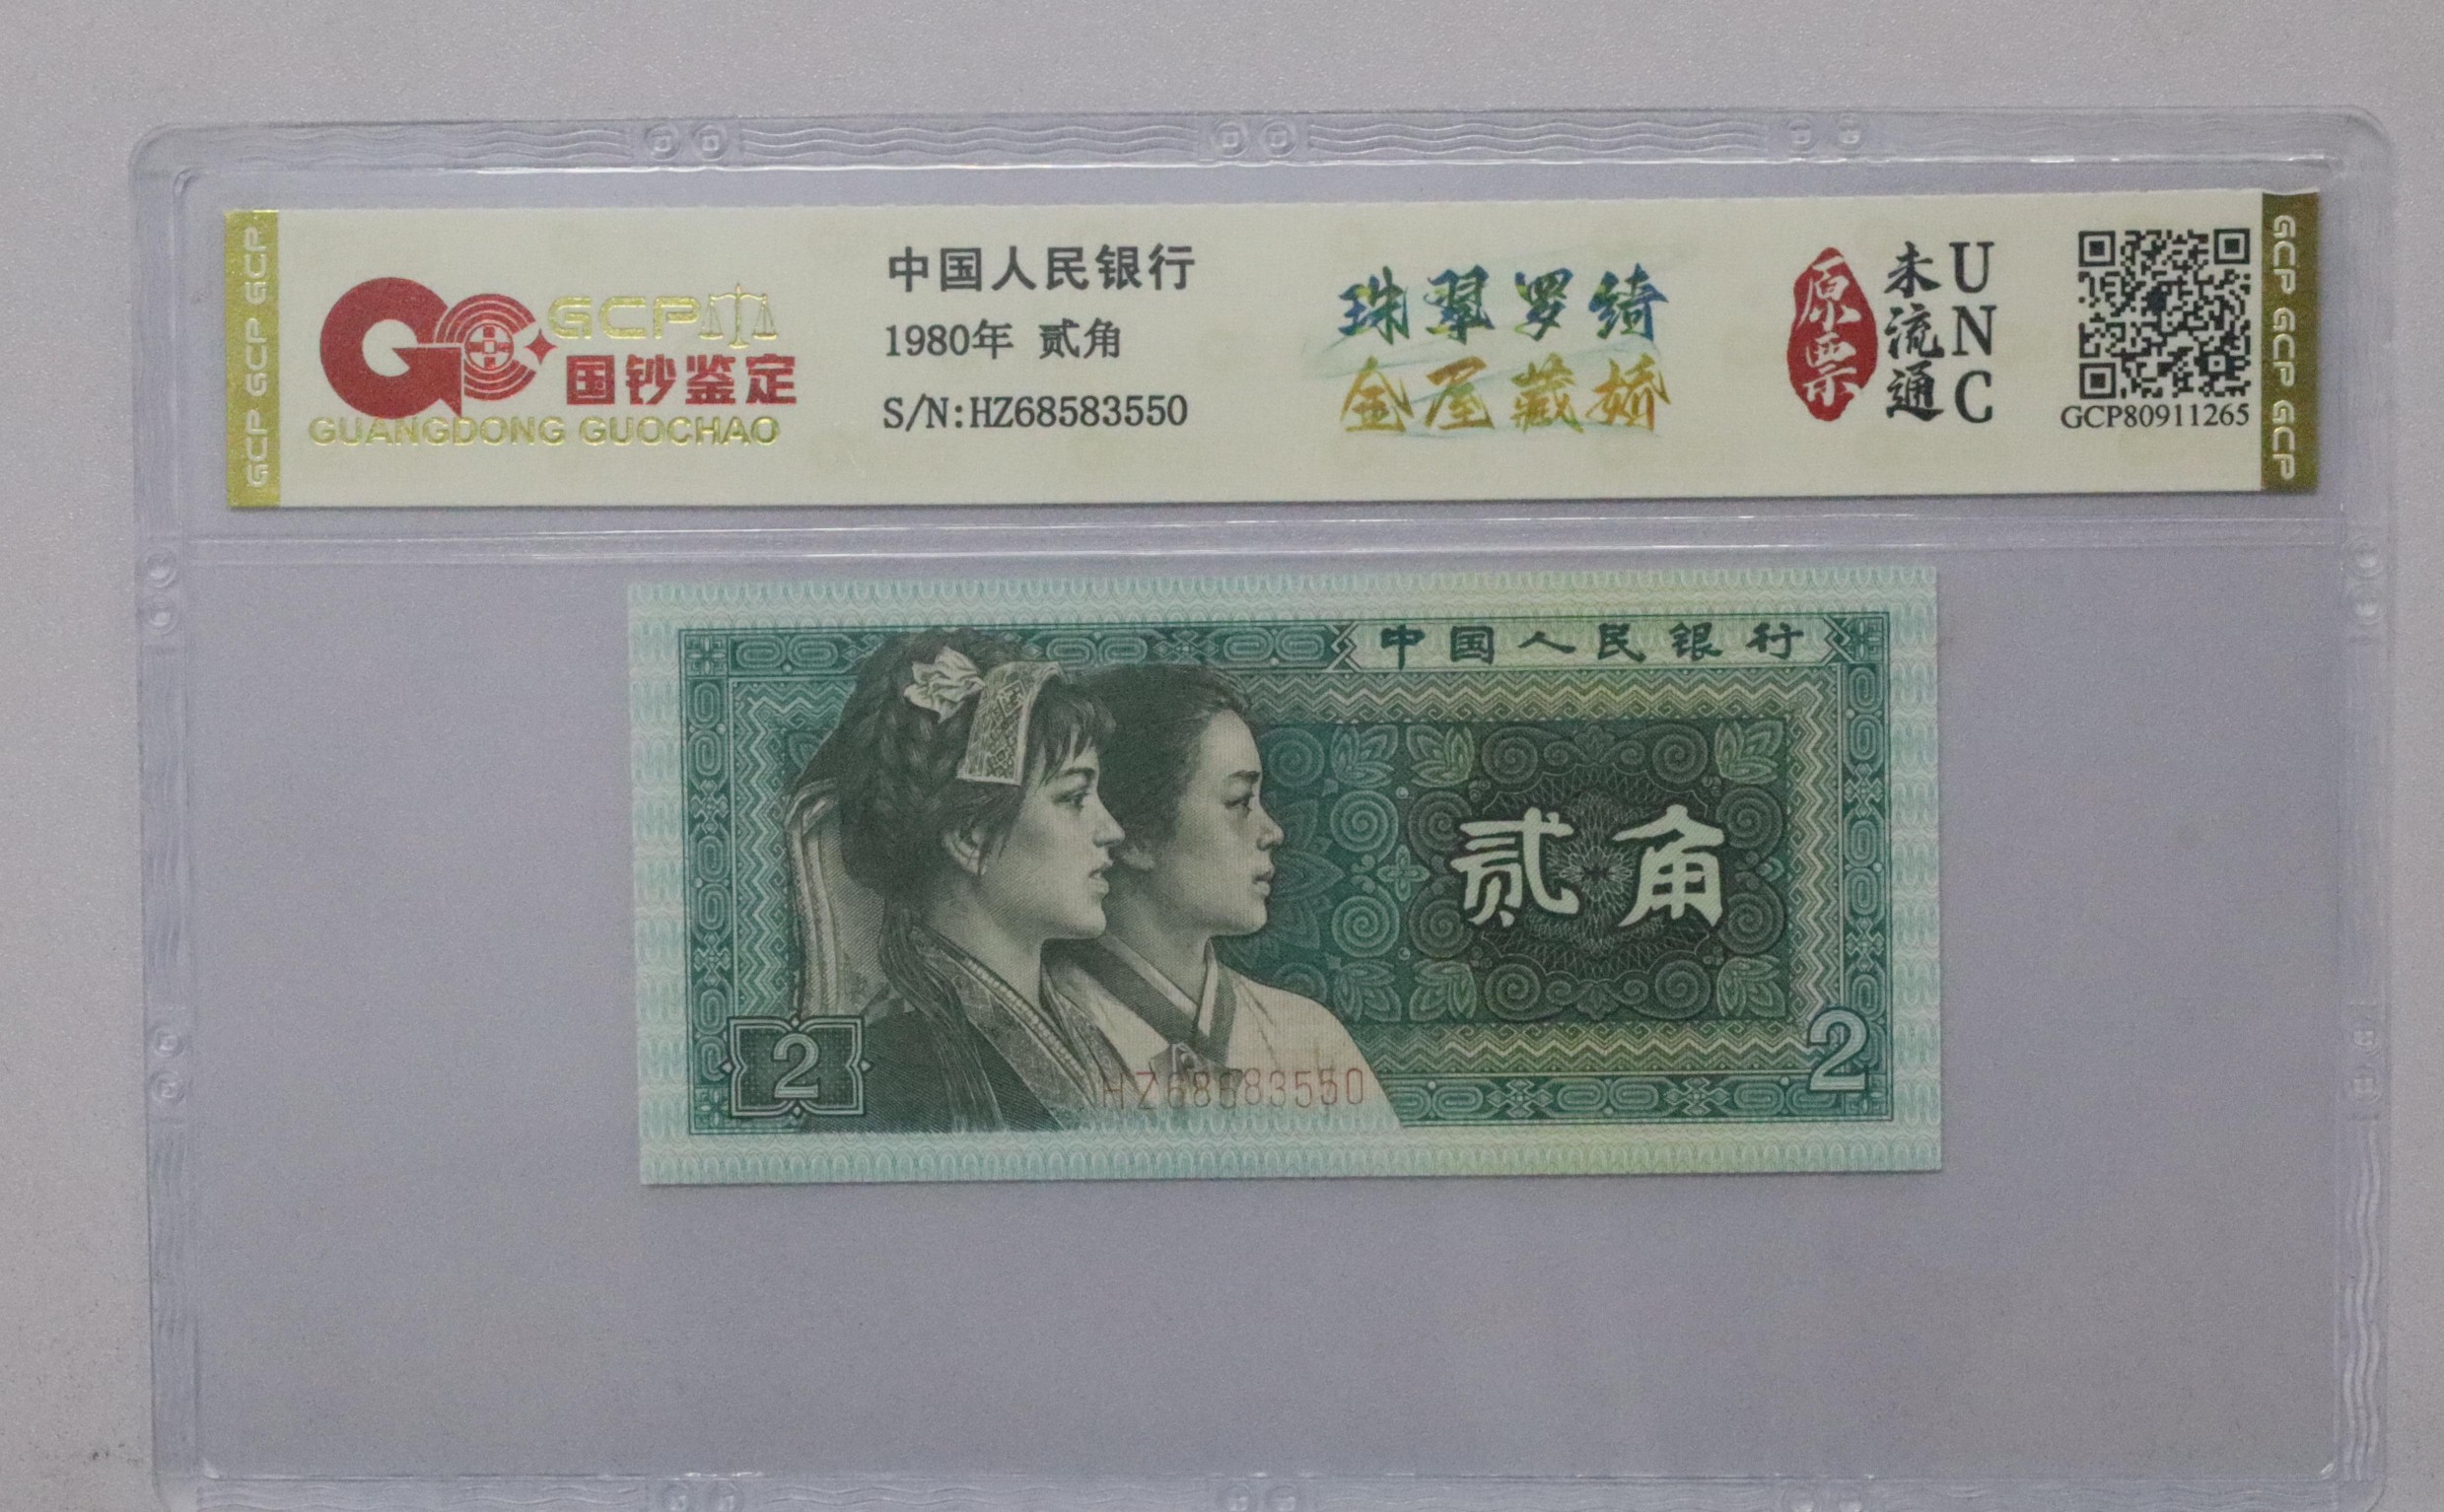 GCP GCP GCP
GCP
国钞鉴定
GUANGDONG GUOCHAO
中国人民银行
1980年 贰角
S/N:HZ68583550
珠翠罗绮
金屋藏娇
原票
未流通
UNC
GCP80911265
GCP GCP GCP
中国人民银行
贰角
2
2
HZ68583550